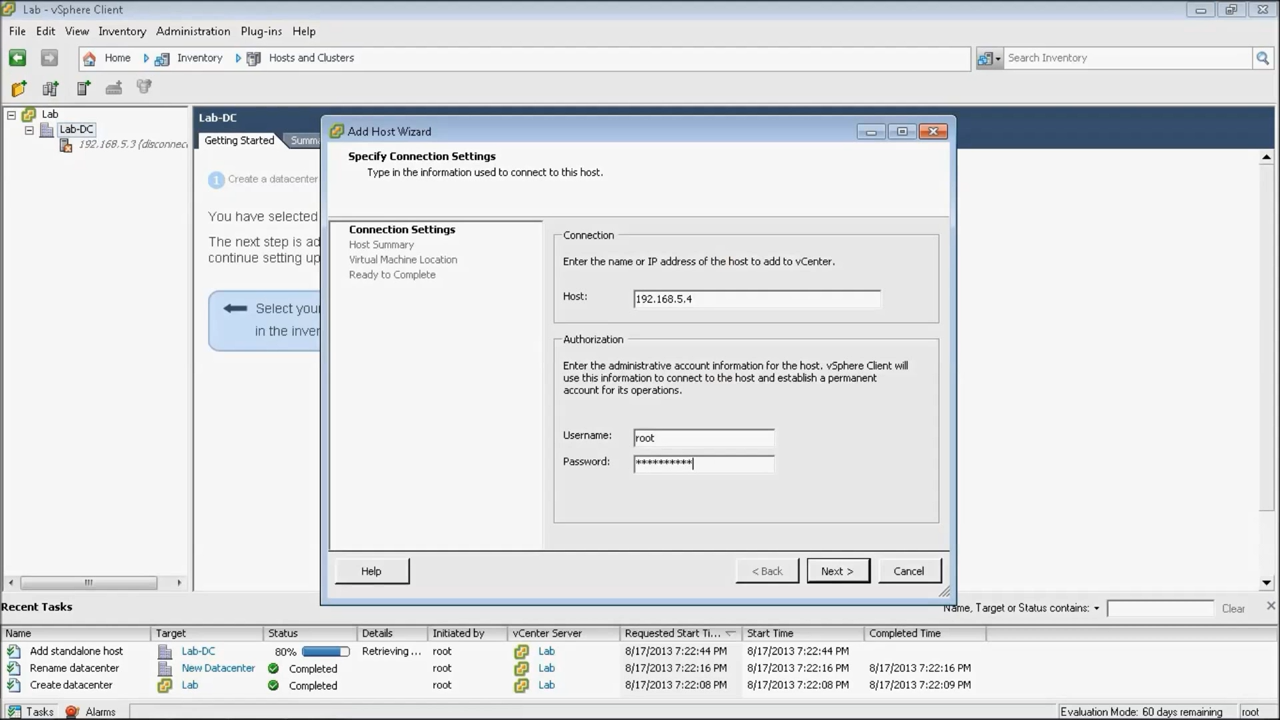 Lab - vSphere Client
File Edit View Inventory Administration Plug-ins Help
Home Inventory Hosts and Clusters
Search Inventory
Lab
Lab-DC
192.168.5.3 (disconnec
Lab-DC
Getting Started Summ
1 Create a datacenter
You have selected
The next step is ad
continue setting up
Select your
in the inver
Add Host Wizard
Specify Connection Settings
Type in the information used to connect to this host.
Connection Settings
Host Summary
Virtual Machine Location
Ready to Complete
Connection
Enter the name or IP address of the host to add to vCenter.
Host: 192.168.5.4
Authorization
Enter the administrative account information for the host. vSphere Client will
use this information to connect to the host and establish a permanent
account for its operations.
Username: root
Password: **********
Help < Back Next > Cancel
Recent Tasks
Name, Target or Status contains: Clear
Name Target Status Details Initiated by vCenter Server Requested Start Ti... Start Time Completed Time
Add standalone host Lab-DC 80% Retrieving ... root Lab 8/17/2013 7:22:44 PM 8/17/2013 7:22:44 PM
Rename datacenter New Datacenter Completed root Lab 8/17/2013 7:22:16 PM 8/17/2013 7:22:16 PM 8/17/2013 7:22:16 PM
Create datacenter Lab Completed root Lab 8/17/2013 7:22:08 PM 8/17/2013 7:22:08 PM 8/17/2013 7:22:09 PM
Tasks Alarms Evaluation Mode: 60 days remaining root